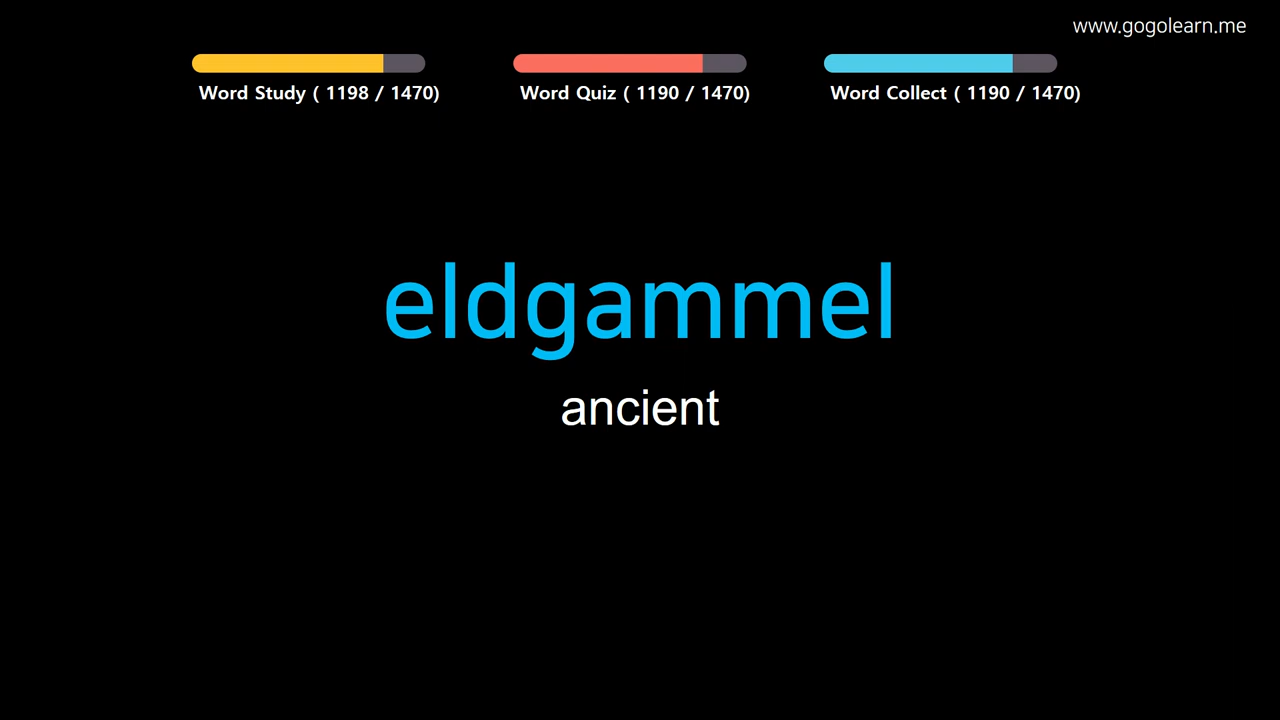 www.gogolearn.me
Word Study ( 1198 / 1470)
Word Quiz ( 1190 / 1470)
Word Collect ( 1190 / 1470)
eldgammel
ancient